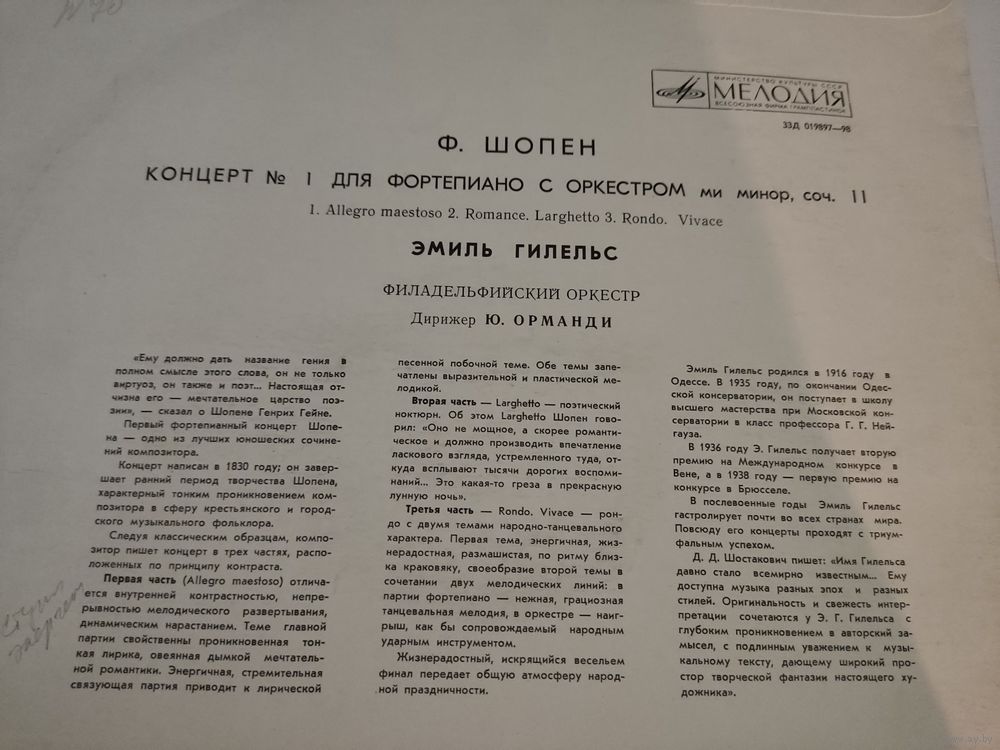 МИНИСТЕРСТВО КУЛЬТУРЫ СССР
МЕЛОДИЯ
ВСЕСОЮЗНАЯ ФИРМА ГРАМПЛАСТИНОК
33Д 019897—98
Ф. ШОПЕН
КОНЦЕРТ № 1 ДЛЯ ФОРТЕПИАНО С ОРКЕСТРОМ МИ МИНОР, СОЧ. 11
1. Allegro maestoso 2. Romance. Larghetto 3. Rondo. Vivace
ЭМИЛЬ ГИЛЕЛЬС
ФИЛАДЕЛЬФИЙСКИЙ ОРКЕСТР
Дирижер Ю. ОРМАНДИ
«Ему должно дать название гения в
полном смысле этого слова, он не только
виртуоз, он также и поэт... Настоящая от-
чизна его — мечтательное царство поэ-
зии», — сказал о Шопене Генрих Гейне.
Первый фортепианный концерт Шопе-
на — одно из лучших юношеских сочине-
ний композитора.
Концерт написан в 1830 году; он завер-
шает ранний период творчества Шопена,
характерный тонким проникновением ком-
позитора в сферу крестьянского и город-
ского музыкального фольклора.
Следуя классическим образцам, компо-
зитор пишет концерт в трех частях, распо-
ложенных по принципу контраста.
Первая часть (Allegro maestoso) отлича-
ется внутренней контрастностью, непре-
рывностью мелодического развертывания,
динамическим нарастанием. Теме главной
партии свойственны проникновенная тон-
кая лирика, овеянная дымкой мечтатель-
ной романтики. Энергичная, стремительная
связующая партия приводит к лирической
песенной побочной теме. Обе темы запе-
чатлены выразительной и пластической ме-
лодикой.
Вторая часть — Larghetto — поэтический
ноктюрн. Об этом Larghetto Шопен гово-
рил: «Оно не мощное, а скорее романти-
ческое и должно производить впечатление
ласкового взгляда, устремленного туда, от-
куда всплывают тысячи дорогих воспоми-
наний... Это какая-то греза в прекрасную
лунную ночь».
Третья часть — Rondo. Vivace — рон-
до с двумя темами народно-танцевального
характера. Первая тема, энергичная, жиз-
нерадостная, размашистая, по ритму близ-
ка краковяку, своеобразие второй темы в
сочетании двух мелодических линий: в
партии фортепиано — нежная, грациозная
танцевальная мелодия, в оркестре — наиг-
рыш, как бы сопровождаемый народным
ударным инструментом.
Жизнерадостный, искрящийся весельем
финал передает общую атмосферу народ-
ной праздничности.
Эмиль Гилельс родился в 1916 году в
Одессе. В 1935 году, по окончании Одес-
ской консерватории, он поступает в школу
высшего мастерства при Московской кон-
серватории в класс профессора Г. Г. Ней-
гауза.
В 1936 году Э. Гилельс получает вторую
премию на Международном конкурсе в
Вене, а в 1938 году — первую премию на
конкурсе в Брюсселе.
В послевоенные годы Эмиль Гилельс
гастролирует почти во всех странах мира.
Повсюду его концерты проходят с триум-
фальным успехом.
Д. Д. Шостакович пишет: «Имя Гилельса
давно стало всемирно известным... Ему
доступна музыка разных эпох и разных
стилей. Оригинальность и свежесть интер-
претации сочетаются у Э. Г. Гилельса с
глубоким проникновением в авторский за-
мысел, с подлинным уважением к музы-
кальному тексту, дающему широкий про-
стор творческой фантазии настоящего ху-
дожника».